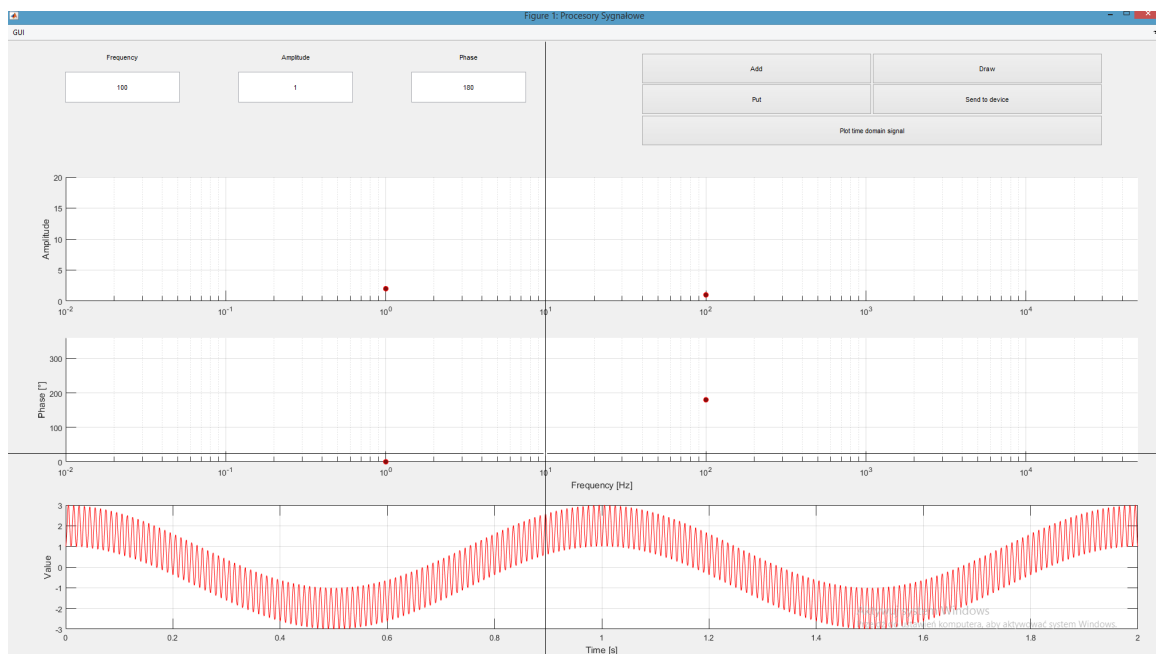 Figure 1: Procesory Sygnałowe
GUI
Frequency Amplitude Phase
100 1 180
Add Draw
Put Send to device
Plot time domain signal
Amplitude
20
15
10
5
0
10^-2 10^-1 10^0 10^1 10^2 10^3 10^4
Phase [°]
300
200
100
0
10^-2 10^-1 10^0 10^1 10^2 10^3 10^4
Frequency [Hz]
Value
3
2
1
0
-1
-2
-3
0 0.2 0.4 0.6 0.8 1 1.2 1.4 1.6 1.8 2
Time [s]
Windows
komputera, aby aktywować system Windows.